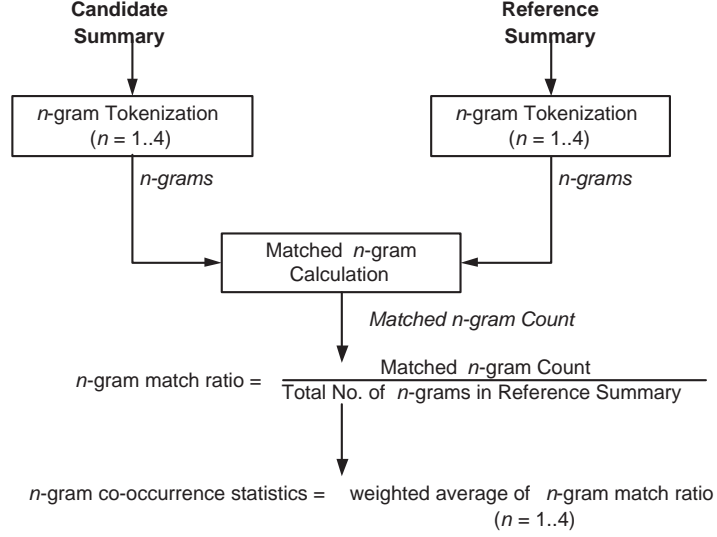 Candidate
Summary
Reference
Summary
n-gram Tokenization
(n = 1..4)
n-gram Tokenization
(n = 1..4)
n-grams
n-grams
Matched n-gram
Calculation
Matched n-gram Count
n-gram match ratio = Matched n-gram Count
Total No. of n-grams in Reference Summary
n-gram co-occurrence statistics = weighted average of n-gram match ratio
(n = 1..4)